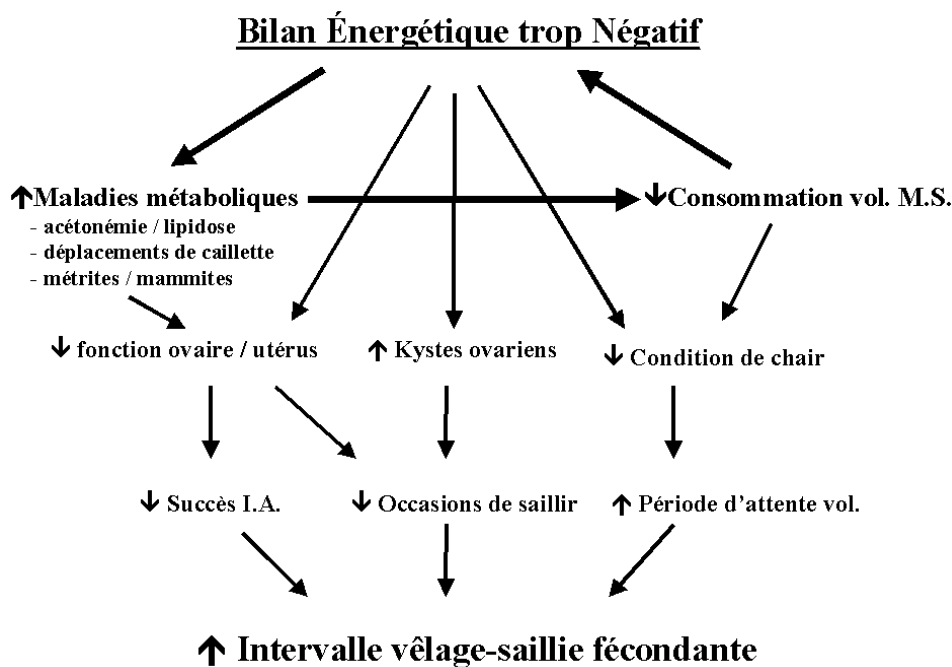 Bilan Énergétique trop Négatif
↑Maladies métaboliques
- acétonémie / lipidose
- déplacements de caillette
- métrites / mammites
↓Consommation vol. M.S.
↓ fonction ovaire / utérus
↑ Kystes ovariens
↓ Condition de chair
↓ Succès I.A.
↓ Occasions de saillir
↑ Période d'attente vol.
↑ Intervalle vêlage-saillie fécondante